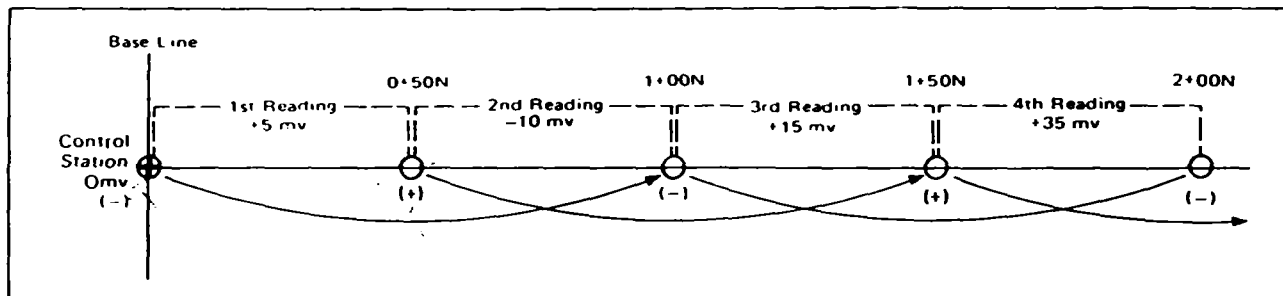 Base Line
0+50N 1+00N 1+50N 2+00N
1st Reading 2nd Reading 3rd Reading 4th Reading
+5 mv −10 mv +15 mv +35 mv
Control
Station
0mv
(−) (+) (−) (+) (−)